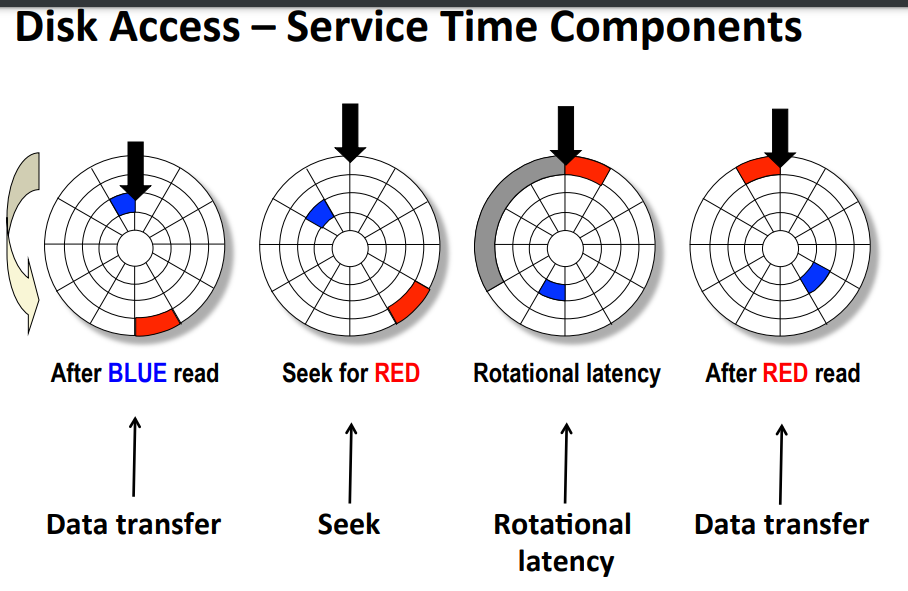 Disk Access – Service Time Components
After BLUE read
Seek for RED
Rotational latency
After RED read
Data transfer
Seek
Rotational
latency
Data transfer